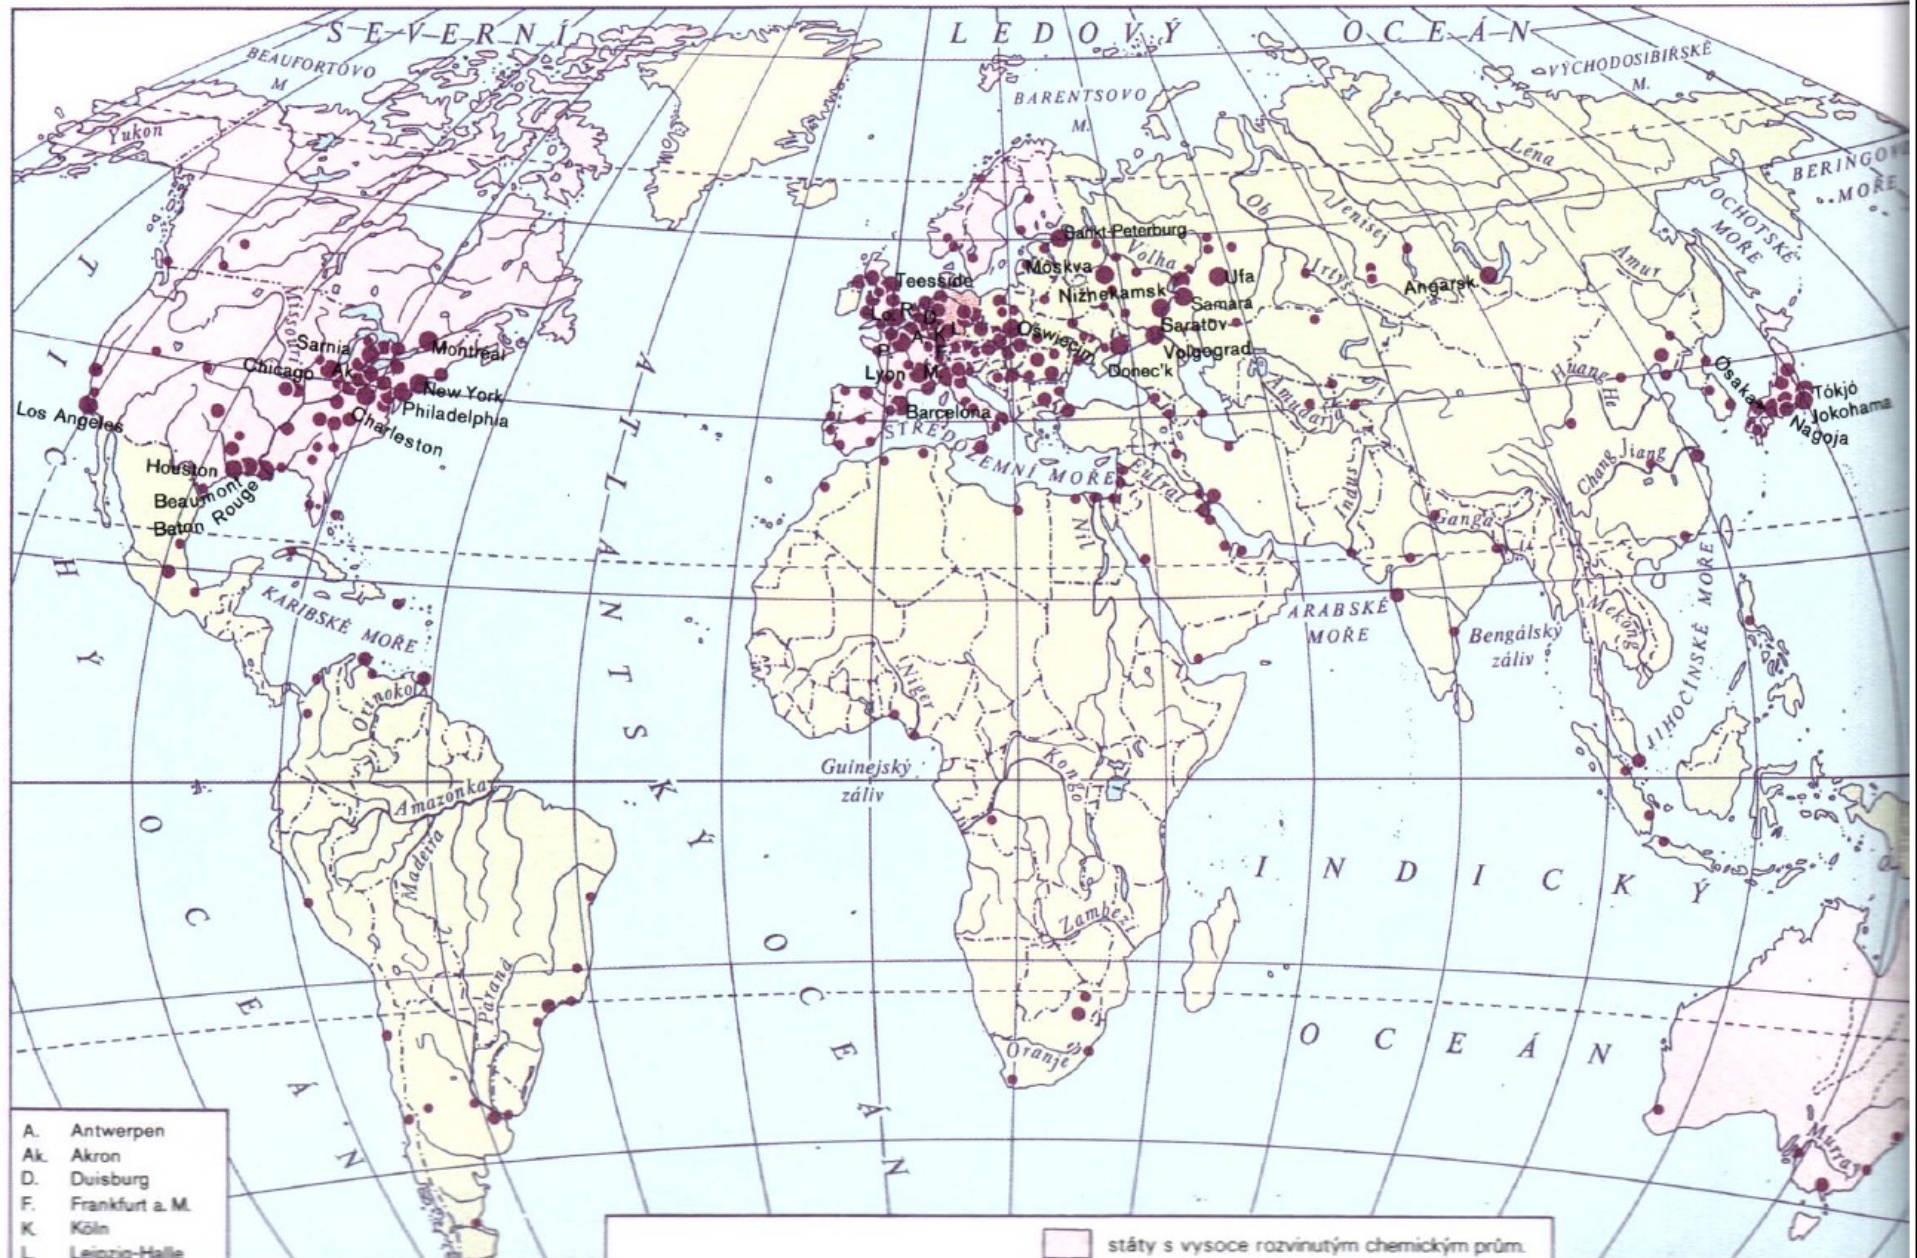 SEVERNÍ LEDOVÝ OCEÁN
BEAUFORTOVO
M
BARENTSOVO
M.
VÝCHODOSIBIŘSKÉ
M.
Yukon
Léna
BERINGOVO
MOŘE
OCHOTSKÉ
MOŘE
Ob
Jenisej
Sankt-Peterburg
Volha
Moskva
Ufa
Irtyš
Angarsk
Amur
Teesside
Nižnekamsk
Samara
Missouri
Lo.
R.
D.
L.
Saratov
A.
K
Oświęcim
Volgograd
Sarnia
Montréal
P.
F.
Doneck
Chicago
Ak.
Lyon
M.
Huang He
Ósaka
Tókjó
Jokohama
Nagoja
New York
Philadelphia
Los Angeles
Charleston
Barcelona
Amudarja
STŘEDOZEMNÍ MOŘE
Houston
Beaumont
Baton Rouge
Eufrat
Indus
Chang Jiang
Ganga
Nil
KARIBSKÉ MOŘE
ARABSKÉ
MOŘE
Bengálský
záliv
Mekong
JIHOČÍNSKÉ MOŘE
Orinoko
Niger
Guinejský
záliv
Kongo
Amazonka
Madeira
Zambezi
Paraná
Oranje
Murray
TICHÝ OCEÁN
ATLANTSKÝ OCEÁN
INDICKÝ
OCEÁN
A. Antwerpen
Ak. Akron
D. Duisburg
F. Frankfurt a. M.
K. Köln
L. Leipzig-Halle
státy s vysoce rozvinutým chemickým prům.